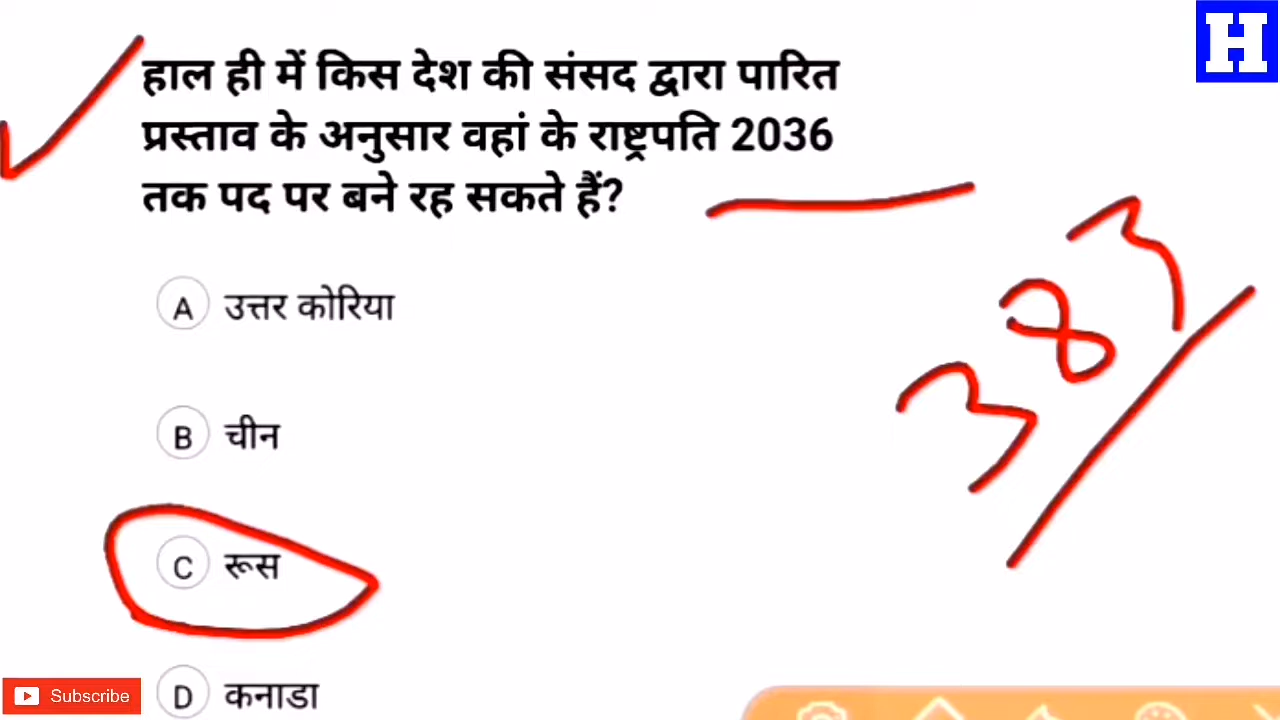 H
हाल ही में किस देश की संसद द्वारा पारित
प्रस्ताव के अनुसार वहां के राष्ट्रपति 2036
तक पद पर बने रह सकते हैं?
383
A उत्तर कोरिया
B चीन
C रूस
D कनाडा
Subscribe